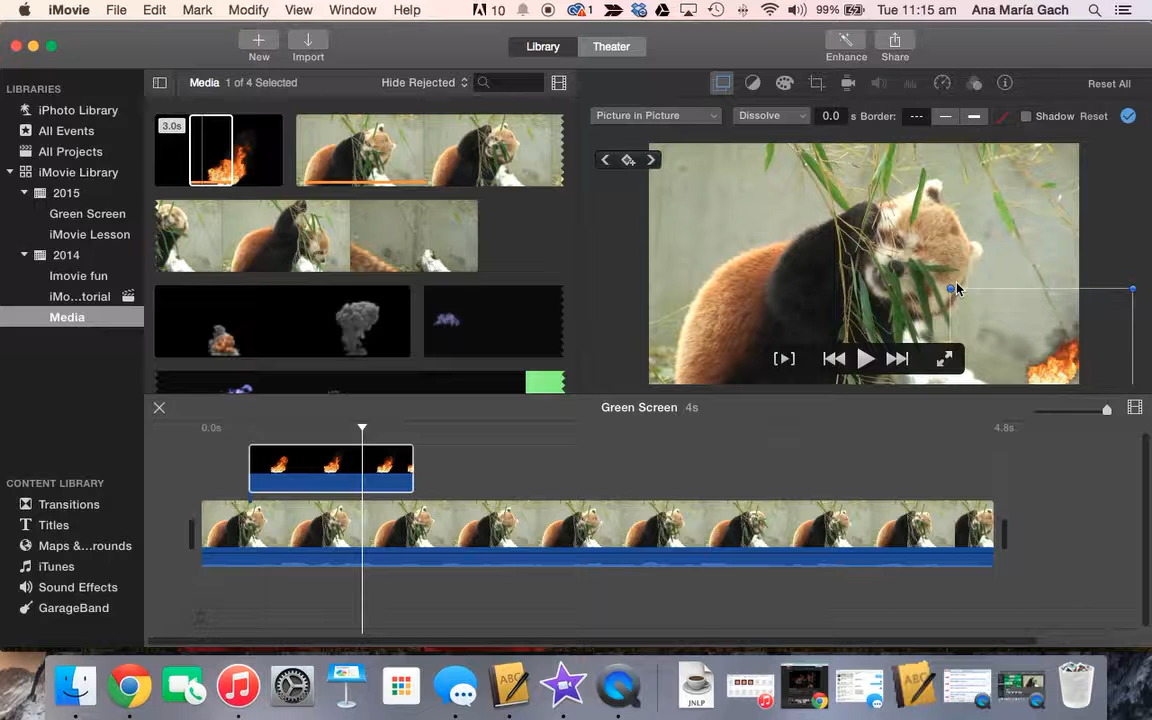 iMovie File Edit Mark Modify View Window Help 10 1 99% Tue 11:15 am Ana María Gach
New Import Library Theater Enhance Share
LIBRARIES
iPhoto Library
All Events
All Projects
iMovie Library
2015
Green Screen
iMovie Lesson
2014
Imovie fun
iMo...torial
Media
Media 1 of 4 Selected Hide Rejected
3.0s
Reset All
Picture in Picture Dissolve 0.0 s Border: Shadow Reset
Green Screen 4s
0.0s 4.8s
CONTENT LIBRARY
Transitions
T Titles
Maps &...rounds
iTunes
Sound Effects
GarageBand
ABC
JNLP
ABC